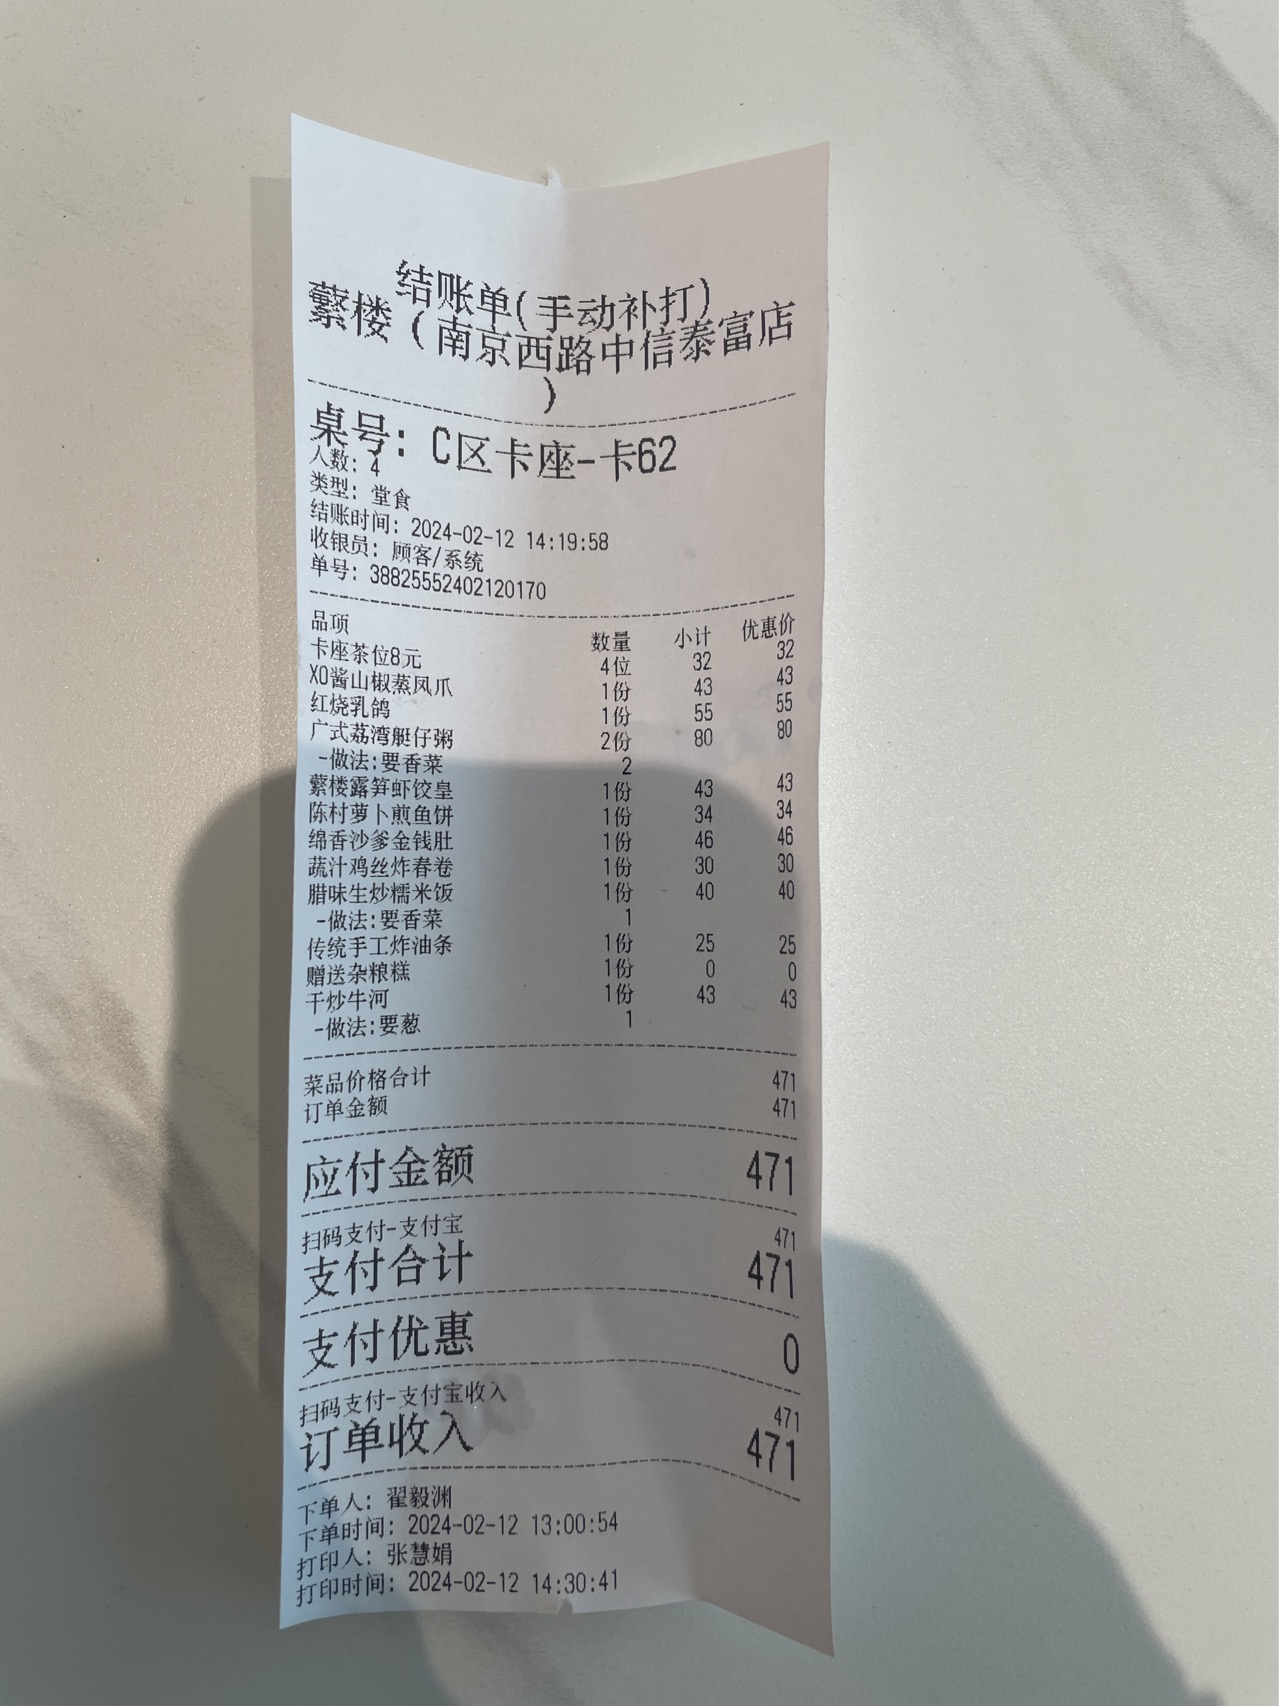 结账单(手动补打)
蘩楼（南京西路中信泰富店
）
桌号: C区卡座-卡62
人数: 4
类型: 堂食
结账时间: 2024-02-12 14:19:58
收银员: 顾客/系统
单号: 38825552402120170
品项 数量 小计 优惠价
卡座茶位8元 4位 32 32
XO酱山椒蒸凤爪 1份 43 43
红烧乳鸽 1份 55 55
广式荔湾艇仔粥 2份 80 80
-做法:要香菜 2
蘩楼露笋虾饺皇 1份 43 43
陈村萝卜煎鱼饼 1份 34 34
绵香沙爹金钱肚 1份 46 46
蔬汁鸡丝炸春卷 1份 30 30
腊味生炒糯米饭 1份 40 40
-做法:要香菜 1
传统手工炸油条 1份 25 25
赠送杂粮糕 1份 0 0
干炒牛河 1份 43 43
-做法:要葱 1
菜品价格合计 471
订单金额 471
应付金额 471
扫码支付-支付宝 471
支付合计 471
支付优惠 0
扫码支付-支付宝收入 471
订单收入 471
下单人: 翟毅渊
下单时间: 2024-02-12 13:00:54
打印人: 张慧娟
打印时间: 2024-02-12 14:30:41